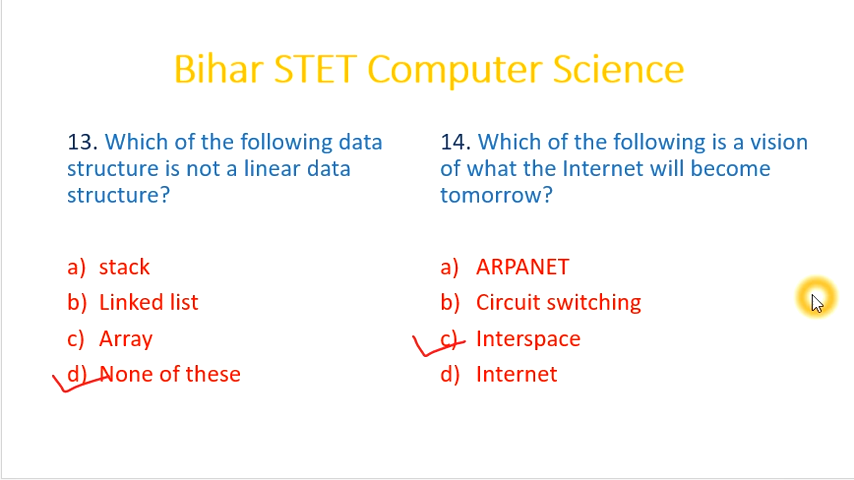 Bihar STET Computer Science
13. Which of the following data
structure is not a linear data
structure?
a) stack
b) Linked list
c) Array
d) None of these
14. Which of the following is a vision
of what the Internet will become
tomorrow?
a) ARPANET
b) Circuit switching
c) Interspace
d) Internet